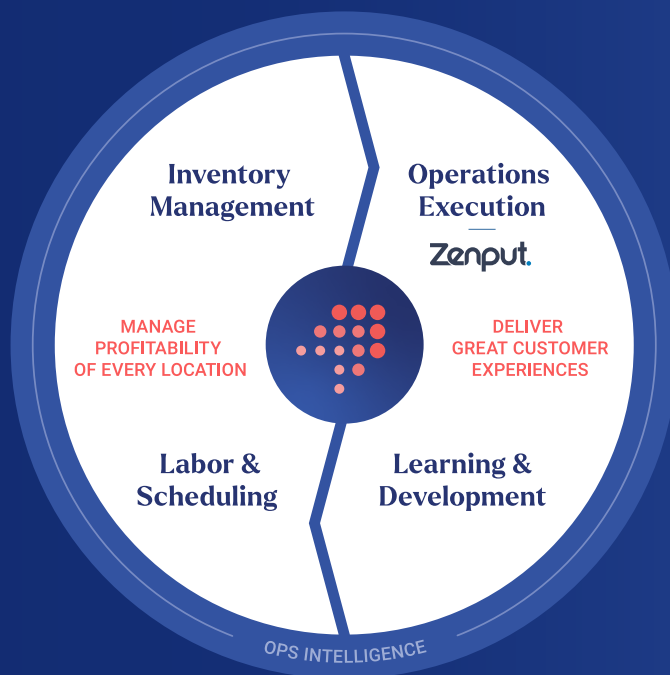 Inventory
Management
Operations
Execution
Zenput.
MANAGE
PROFITABILITY
OF EVERY LOCATION
DELIVER
GREAT CUSTOMER
EXPERIENCES
Labor &
Scheduling
Learning &
Development
OPS INTELLIGENCE